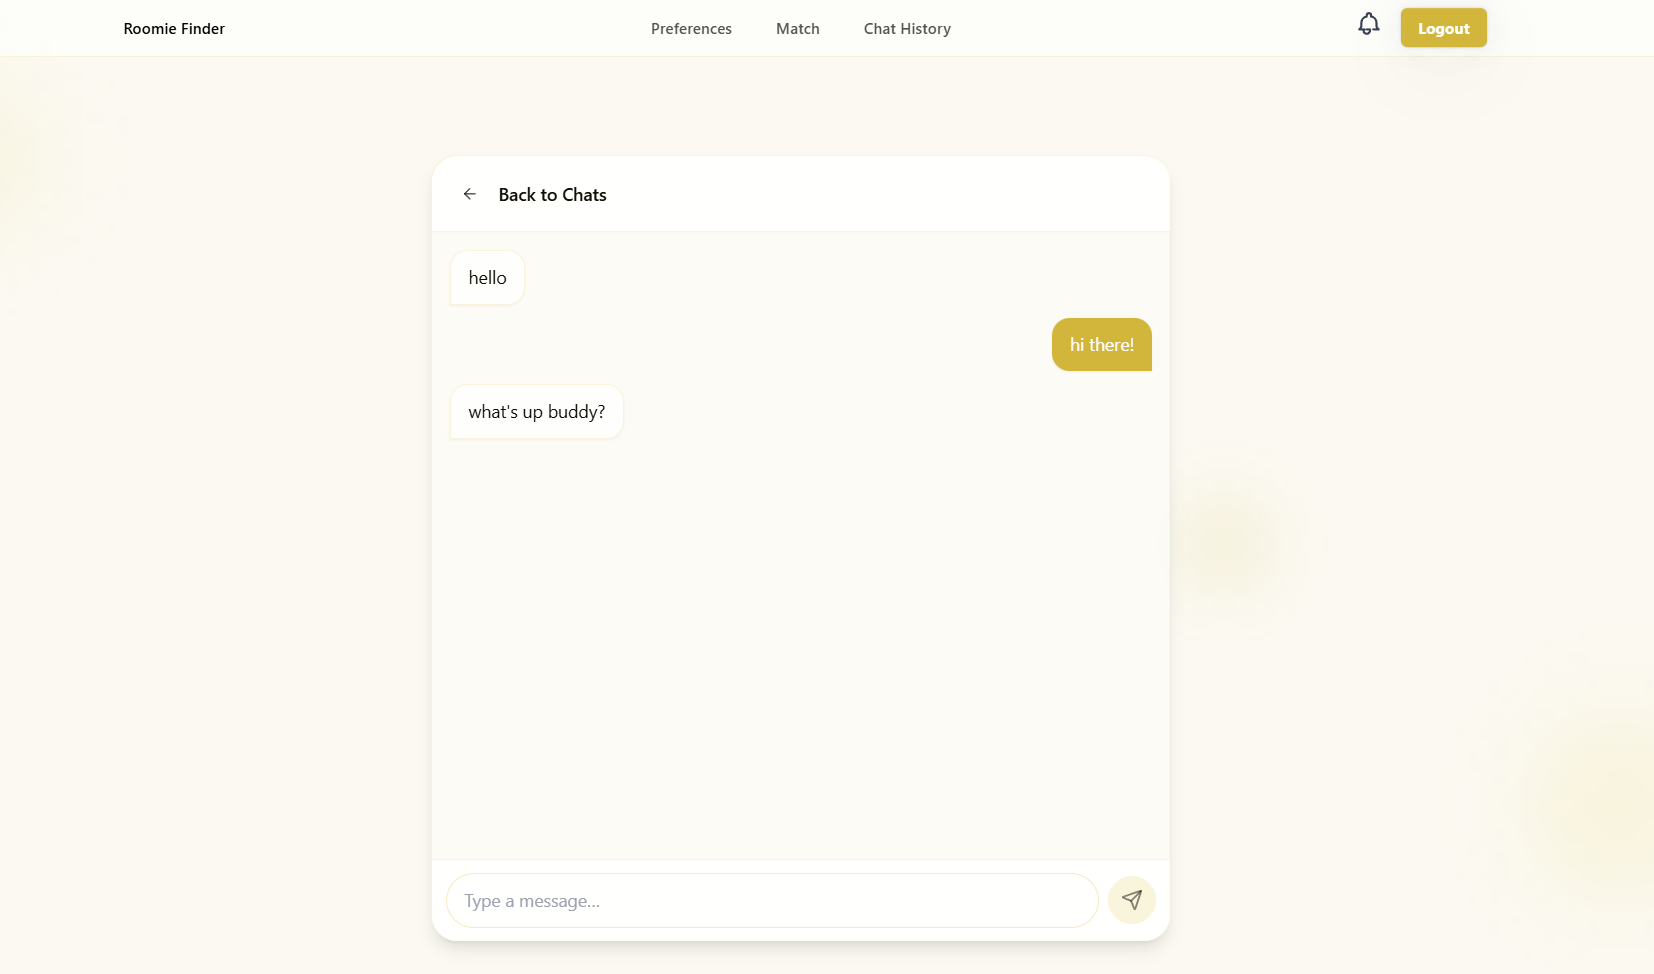 Roomie Finder
Preferences
Match
Chat History
Logout
Back to Chats
hello
hi there!
what's up buddy?
Type a message...